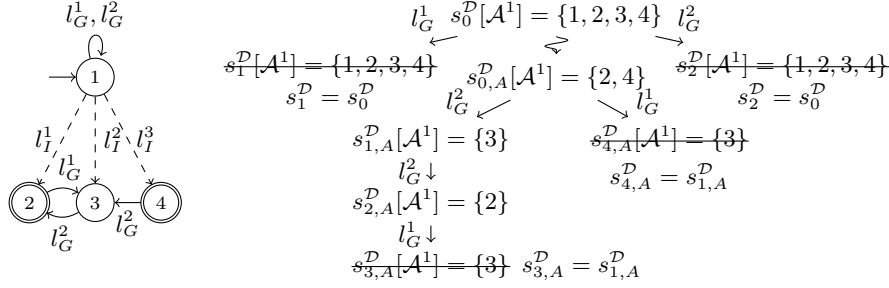 l_G^1, l_G^2
1
l_I^1 l_I^2 l_I^3
l_G^1
2 3 4
l_G^2 l_G^2
l_G^1 s_0^𝒟[𝒜^1] = {1, 2, 3, 4} l_G^2
s_1^𝒟[𝒜^1] = {1, 2, 3, 4} s_2^𝒟[𝒜^1] = {1, 2, 3, 4}
s_{0,A}^𝒟[𝒜^1] = {2, 4}
s_1^𝒟 = s_0^𝒟 s_2^𝒟 = s_0^𝒟
l_G^2 l_G^1
s_{1,A}^𝒟[𝒜^1] = {3} s_{4,A}^𝒟[𝒜^1] = {3}
l_G^2 ↓ s_{4,A}^𝒟 = s_{1,A}^𝒟
s_{2,A}^𝒟[𝒜^1] = {2}
l_G^1 ↓
s_{3,A}^𝒟[𝒜^1] = {3} s_{3,A}^𝒟 = s_{1,A}^𝒟